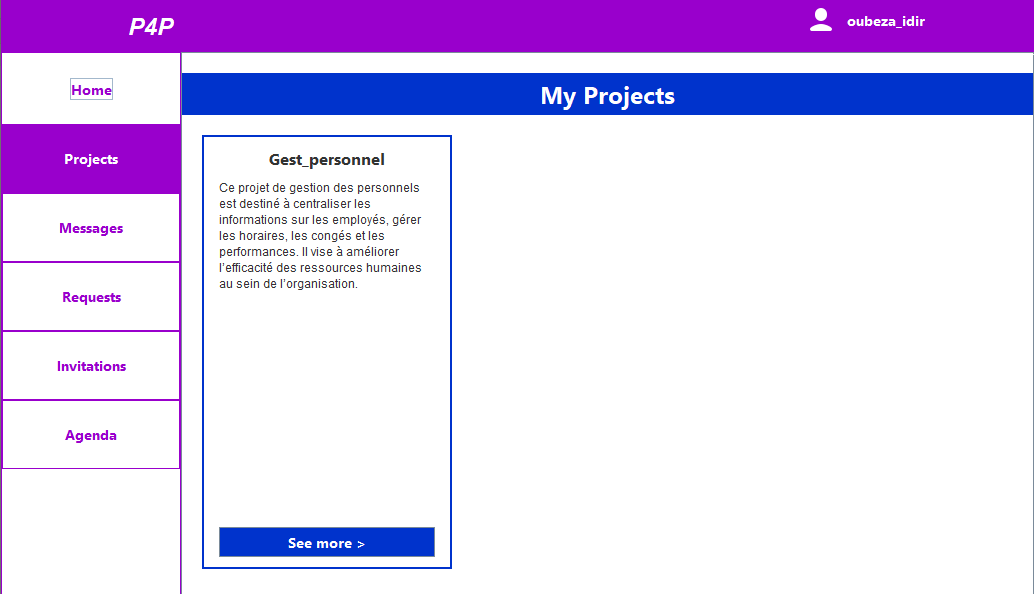 P4P
oubeza_idir
Home
Projects
Messages
Requests
Invitations
Agenda
My Projects
Gest_personnel
Ce projet de gestion des personnels
est destiné à centraliser les
informations sur les employés, gérer
les horaires, les congés et les
performances. Il vise à améliorer
l'efficacité des ressources humaines
au sein de l'organisation.
See more >